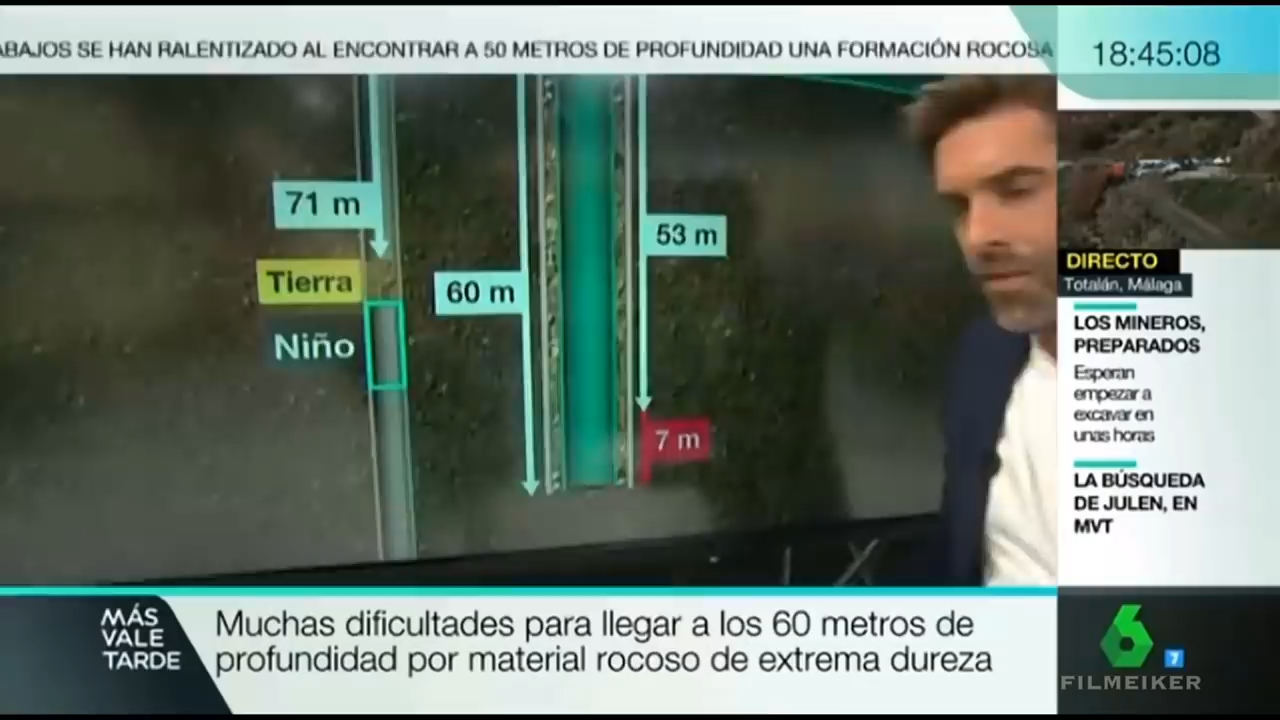 ABAJOS SE HAN RALENTIZADO AL ENCONTRAR A 50 METROS DE PROFUNDIDAD UNA FORMACIÓN ROCOSA
18:45:08
71 m
Tierra
Niño
60 m
53 m
7 m
DIRECTO
Totalán, Málaga
LOS MINEROS,
PREPARADOS
Esperan
empezar a
excavar en
unas horas
LA BÚSQUEDA
DE JULEN, EN
MVT
MÁS
VALE
TARDE
Muchas dificultades para llegar a los 60 metros de
profundidad por material rocoso de extrema dureza
6
7
FILMEIKER